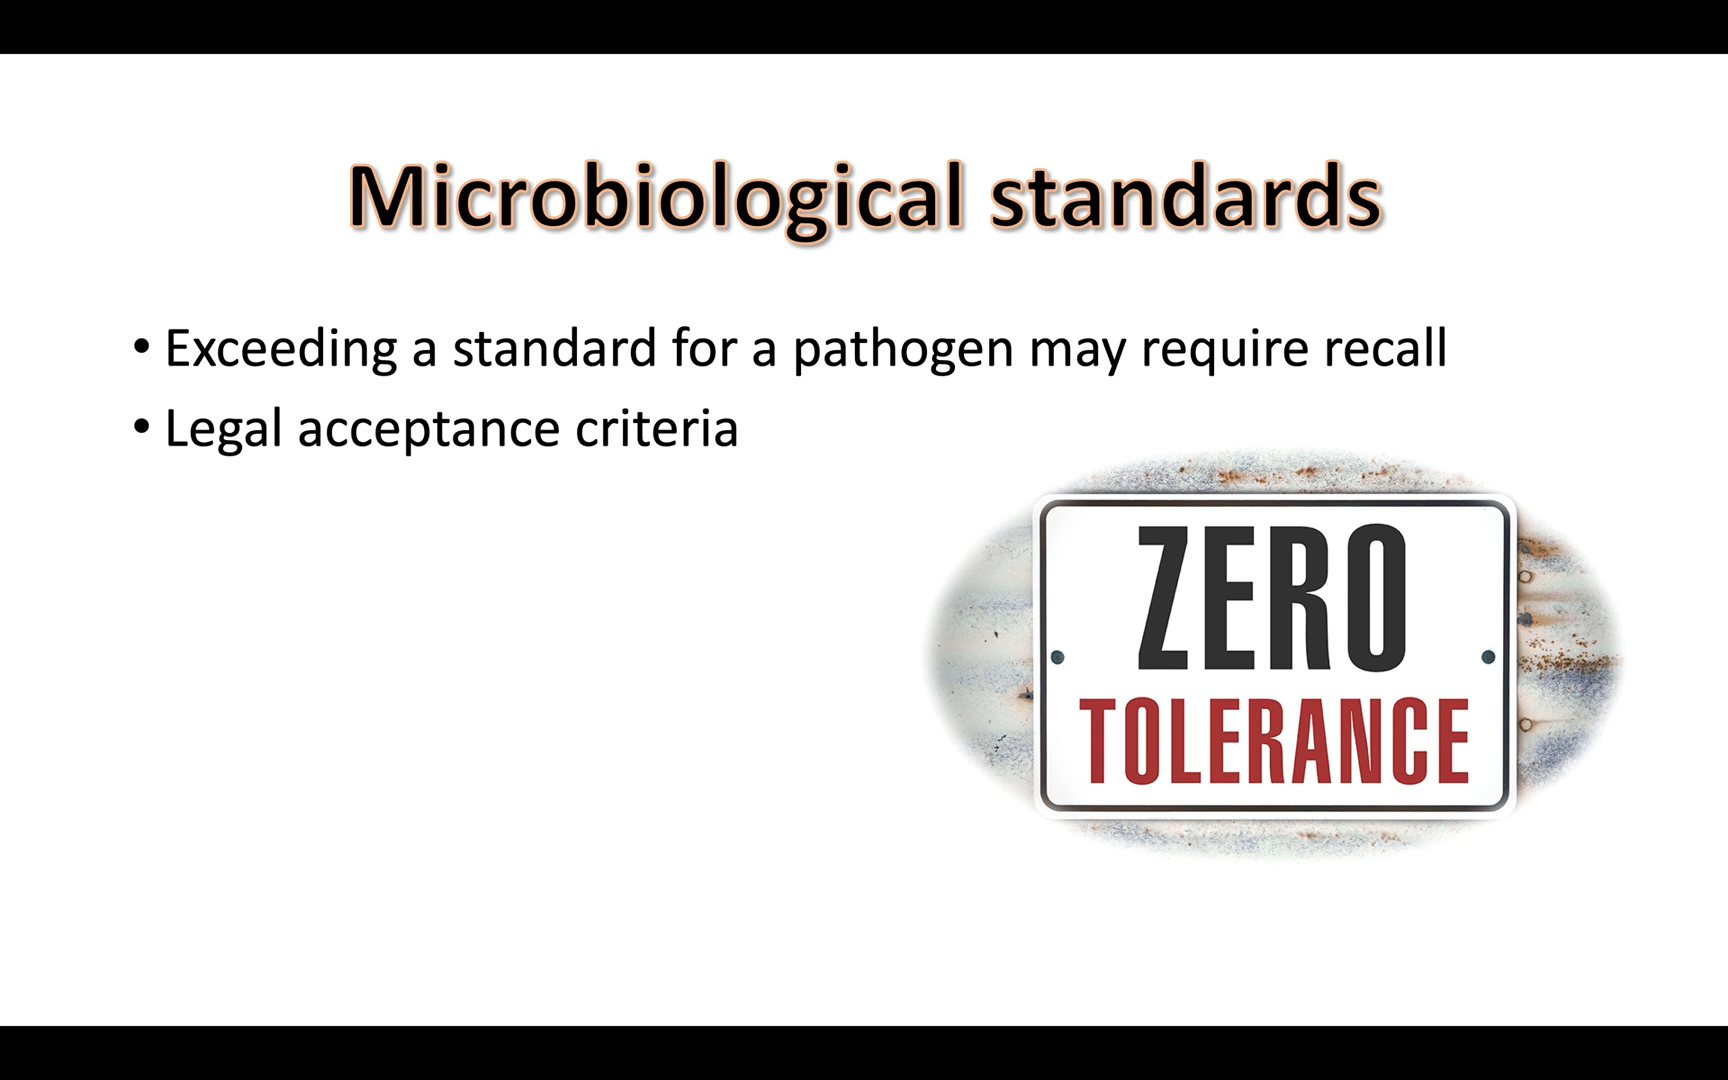 Microbiological standards
• Exceeding a standard for a pathogen may require recall
• Legal acceptance criteria
ZERO
TOLERANCE